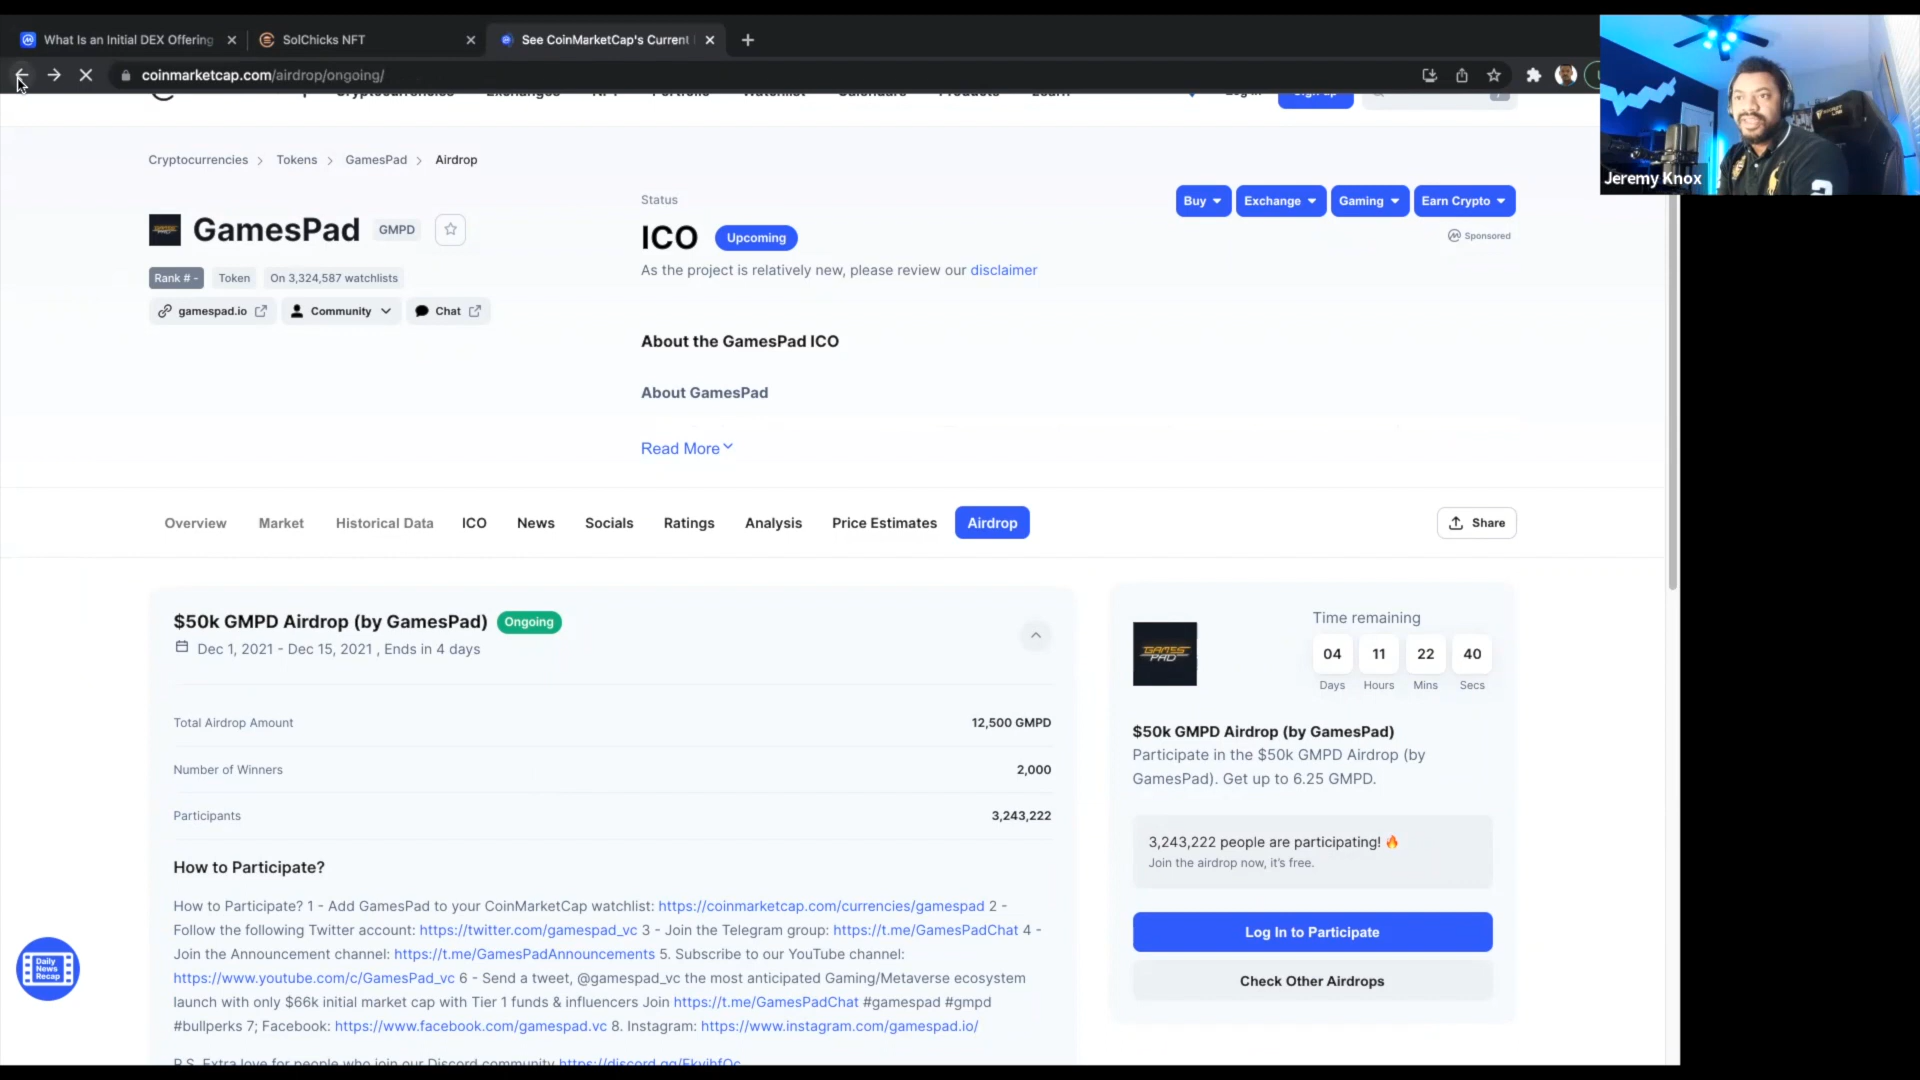 What Is an Initial DEX Offering
SolChicks NFT
See CoinMarketCap's Current
coinmarketcap.com/airdrop/ongoing/
Jeremy Knox
Cryptocurrencies > Tokens > GamesPad > Airdrop
GamesPad GMPD
Rank # - Token On 3,324,587 watchlists
gamespad.io Community Chat
Status
ICO Upcoming
As the project is relatively new, please review our disclaimer
Buy Exchange Gaming Earn Crypto
Sponsored
About the GamesPad ICO
About GamesPad
Read More
Overview Market Historical Data ICO News Socials Ratings Analysis Price Estimates Airdrop Share
$50k GMPD Airdrop (by GamesPad) Ongoing
Dec 1, 2021 - Dec 15, 2021 , Ends in 4 days
Total Airdrop Amount 12,500 GMPD
Number of Winners 2,000
Participants 3,243,222
How to Participate?
How to Participate? 1 - Add GamesPad to your CoinMarketCap watchlist: https://coinmarketcap.com/currencies/gamespad 2 -
Follow the following Twitter account: https://twitter.com/gamespad_vc 3 - Join the Telegram group: https://t.me/GamesPadChat 4 -
Join the Announcement channel: https://t.me/GamesPadAnnouncements 5. Subscribe to our YouTube channel:
https://www.youtube.com/c/GamesPad_vc 6 - Send a tweet, @gamespad_vc the most anticipated Gaming/Metaverse ecosystem
launch with only $66k initial market cap with Tier 1 funds & influencers Join https://t.me/GamesPadChat #gamespad #gmpd
#bullperks 7; Facebook: https://www.facebook.com/gamespad.vc 8. Instagram: https://www.instagram.com/gamespad.io/
P.S. Extra love for people who join our Discord community
GAMES
PAD
Time remaining
04 11 22 40
Days Hours Mins Secs
$50k GMPD Airdrop (by GamesPad)
Participate in the $50k GMPD Airdrop (by
GamesPad). Get up to 6.25 GMPD.
3,243,222 people are participating! 🔥
Join the airdrop now, it's free.
Log In to Participate
Check Other Airdrops
Daily
News
Recap